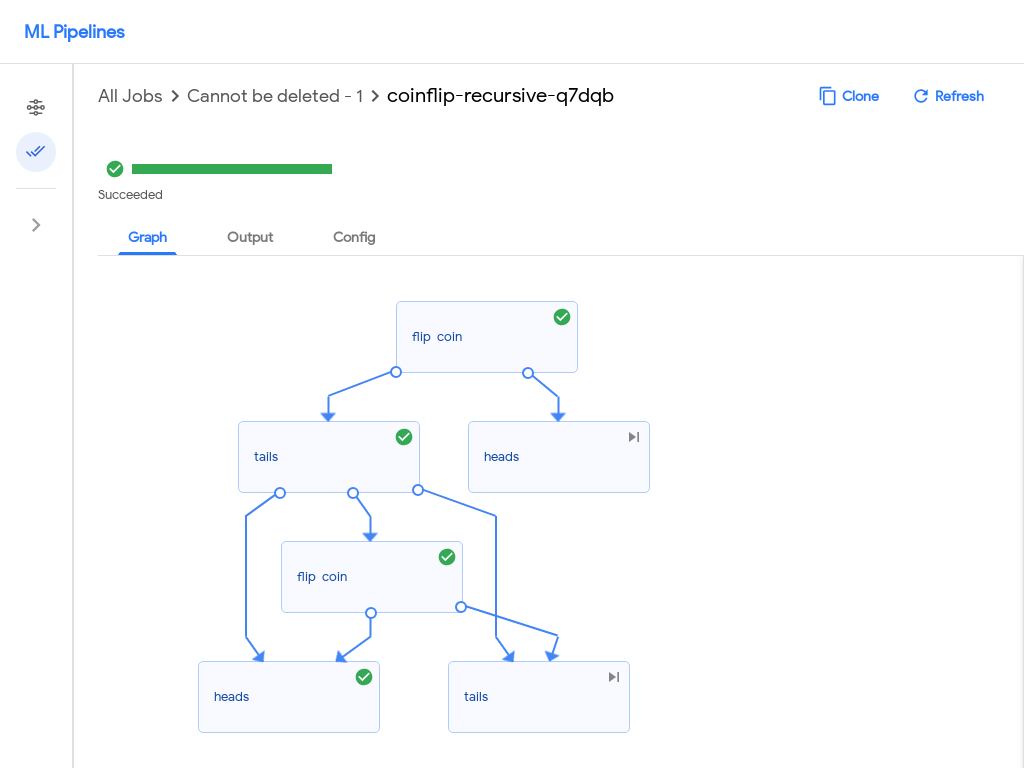 ML Pipelines
All Jobs > Cannot be deleted - 1 > coinflip-recursive-q7dqb
Clone
Refresh
Succeeded
Graph
Output
Config
flip coin
tails
heads
flip coin
heads
tails